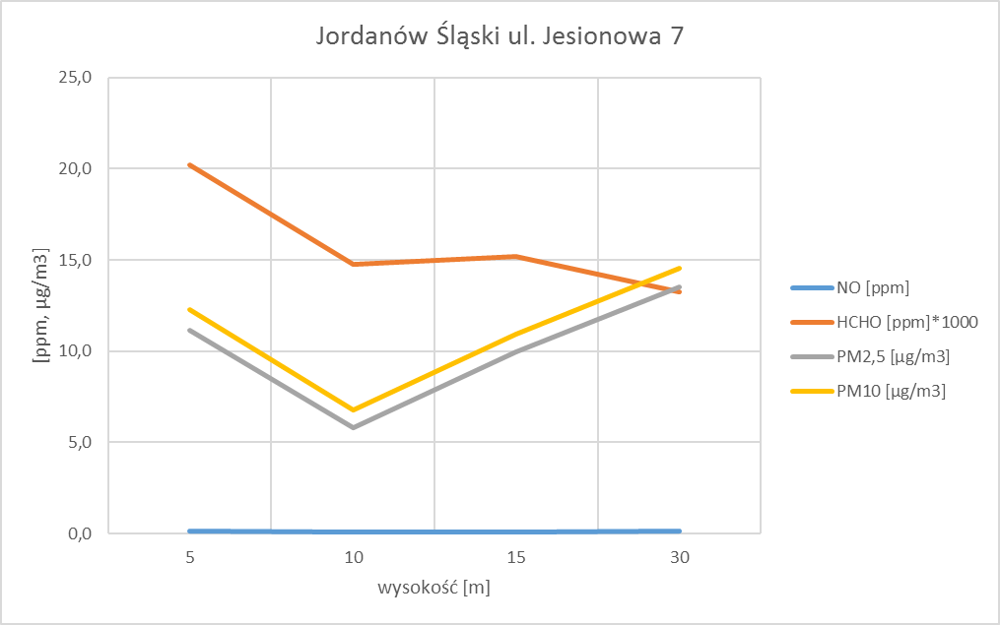 Jordanów Śląski ul. Jesionowa 7
[ppm, µg/m3]
25,0
20,0
15,0
10,0
5,0
0,0
5 10 15 30
wysokość [m]
NO [ppm]
HCHO [ppm]*1000
PM2,5 [µg/m3]
PM10 [µg/m3]